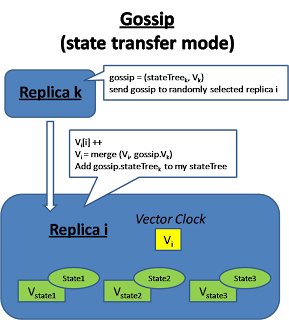 Gossip
(state transfer mode)
Replica k
gossip = (stateTreek, Vk)
send gossip to randomly selected replica i
Vi[i] ++
Vi = merge (Vi, gossip.Vk)
Add gossip.stateTreek to my stateTree
Replica i
Vector Clock
Vi
State1
State2
State3
Vstate1
Vstate2
Vstate3